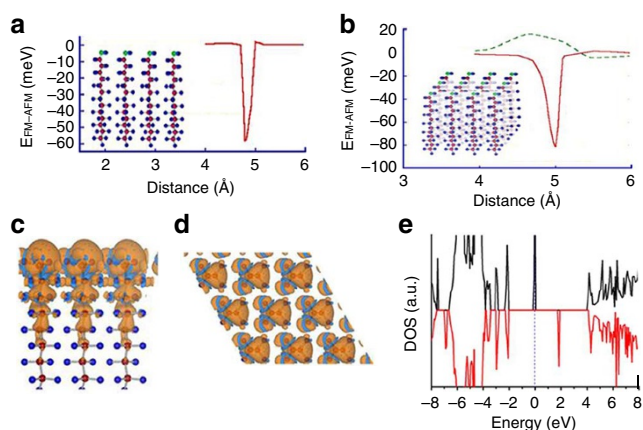 a
b
0
−10
−20
−30
−40
−50
−60
E_FM–AFM (meV)
2 3 4 5 6
Distance (Å)
20
0
−20
−40
−60
−80
−100
E_FM-AFM (meV)
3 4 5 6
Distance (Å)
c
d
e
DOS (a.u.)
−8 −6 −4 −2 0 2 4 6 8
Energy (eV)